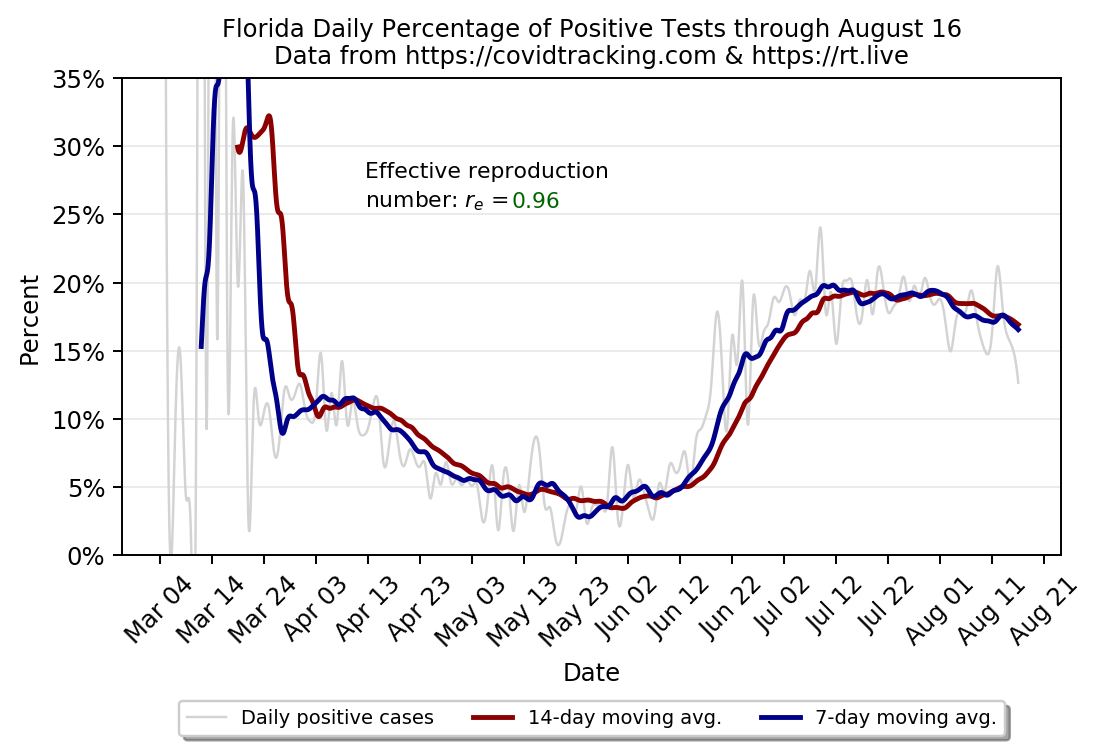 Florida Daily Percentage of Positive Tests through August 16
Data from https://covidtracking.com & https://rt.live
35%
30%
25%
20%
15%
10%
5%
0%
Percent
Effective reproduction
number: rₑ = 0.96
Mar 04
Mar 14
Mar 24
Apr 03
Apr 13
Apr 23
May 03
May 13
May 23
Jun 02
Jun 12
Jun 22
Jul 02
Jul 12
Jul 22
Aug 01
Aug 11
Aug 21
Date
Daily positive cases
14-day moving avg.
7-day moving avg.